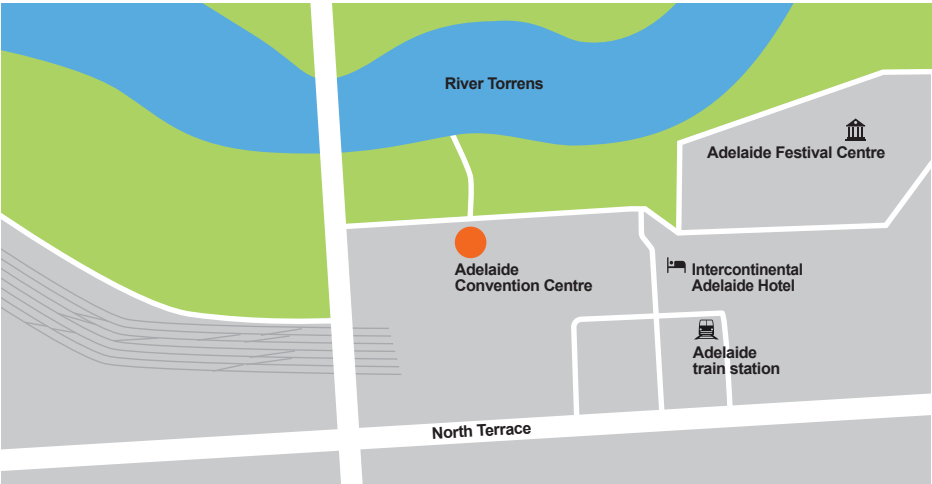 River Torrens
Adelaide Festival Centre
Adelaide
Convention Centre
Intercontinental
Adelaide Hotel
Adelaide
train station
North Terrace